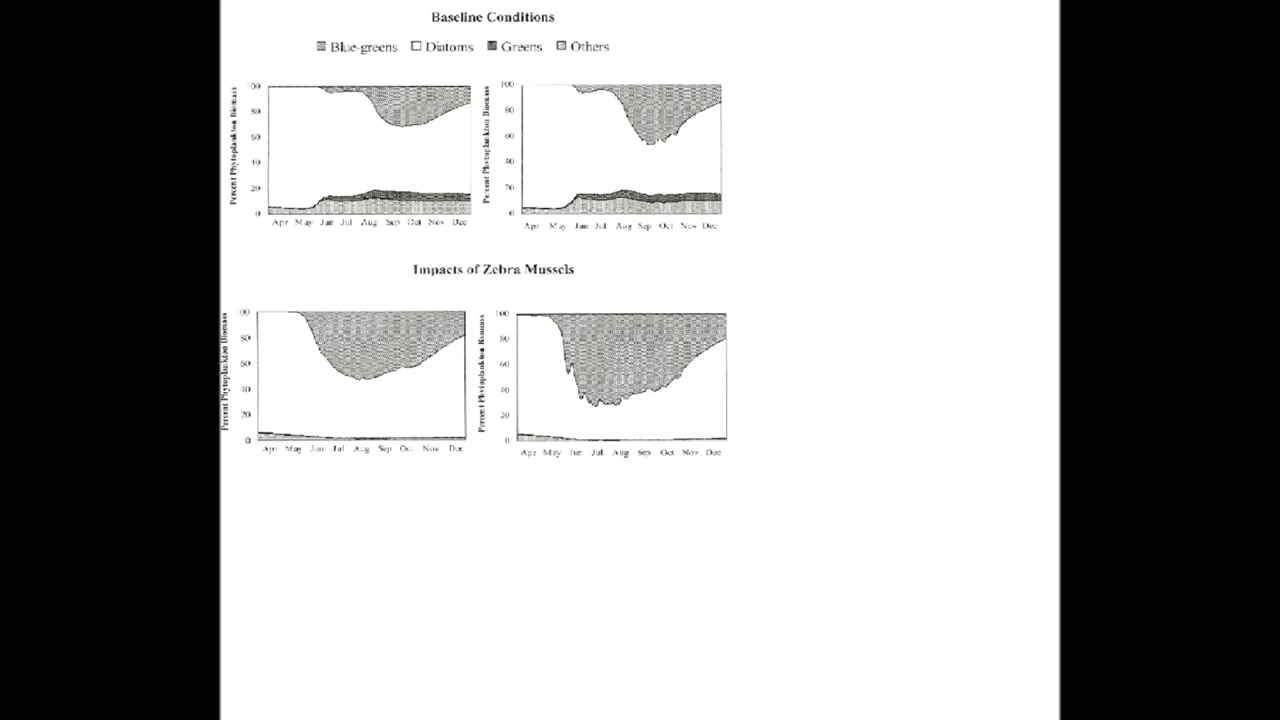 Baseline Conditions
Blue-greens Diatoms Greens Others
Percent Phytoplankton Biomass
100
80
60
40
20
0
Apr May Jun Jul Aug Sep Oct Nov Dec
Percent Phytoplankton Biomass
100
80
60
40
20
0
Apr May Jun Jul Aug Sep Oct Nov Dec
Impacts of Zebra Mussels
Percent Phytoplankton Biomass
100
80
60
40
20
0
Apr May Jun Jul Aug Sep Oct Nov Dec
Percent Phytoplankton Biomass
100
80
60
40
20
0
Apr May Jun Jul Aug Sep Oct Nov Dec